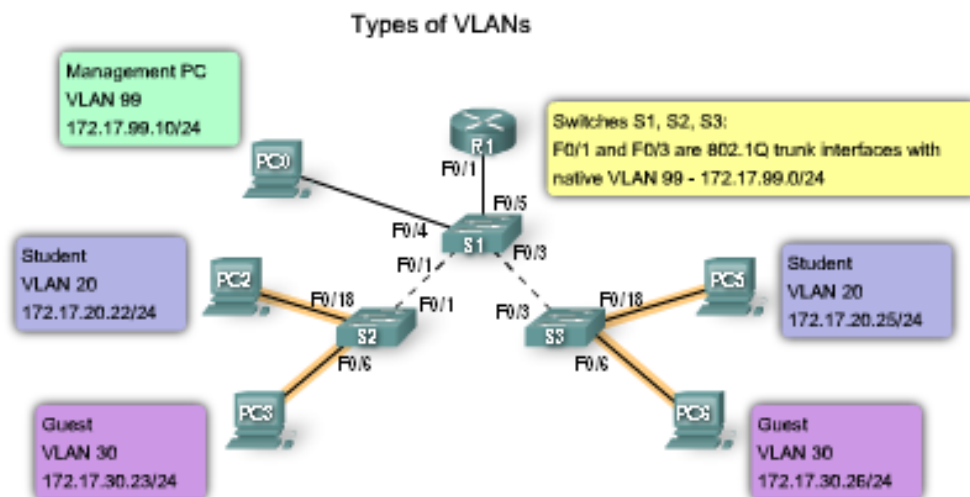 Types of VLANs
Management PC
VLAN 99
172.17.99.10/24
PC0
R1
F0/1
Switches S1, S2, S3:
F0/1 and F0/3 are 802.1Q trunk interfaces with
native VLAN 99 - 172.17.99.0/24
F0/5
F0/4
S1
F0/1
F0/3
Student
VLAN 20
172.17.20.22/24
PC2
F0/18
F0/1
S2
F0/6
F0/3
F0/18
S3
F0/6
PC5
Student
VLAN 20
172.17.20.25/24
Guest
VLAN 30
172.17.30.23/24
PC3
PC6
Guest
VLAN 30
172.17.30.26/24